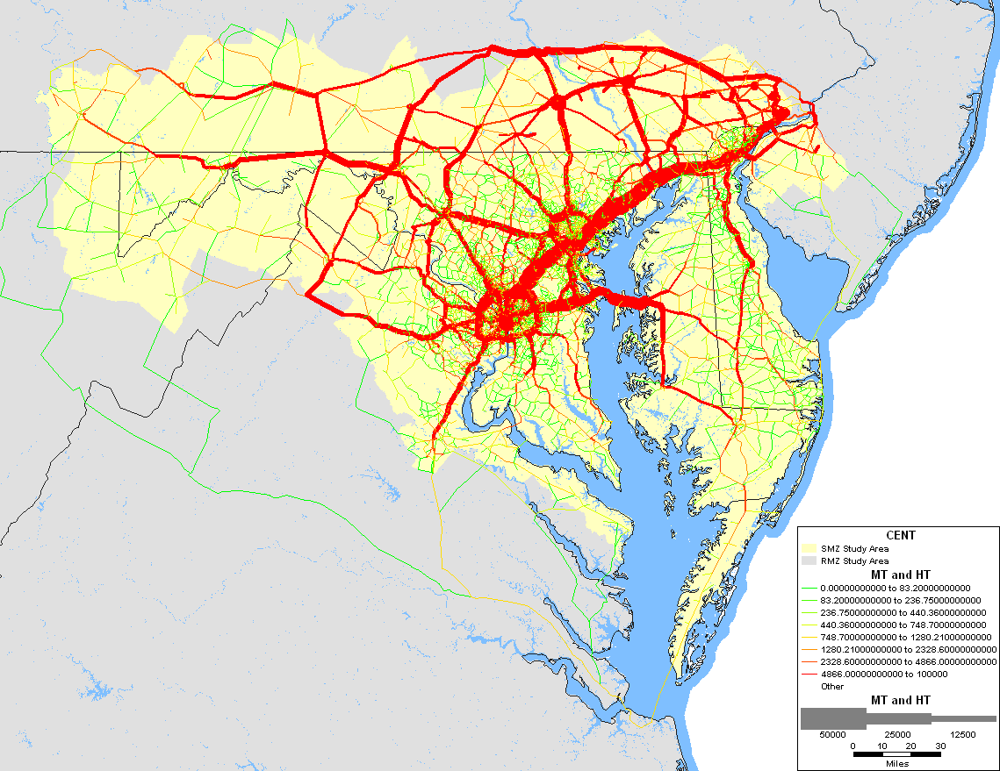 CENT
SMZ Study Area
RMZ Study Area
MT and HT
0.00000000000 to 83.20000000000
83.20000000000 to 236.75000000000
236.75000000000 to 440.36000000000
440.36000000000 to 748.70000000000
748.70000000000 to 1280.21000000000
1280.21000000000 to 2328.60000000000
2328.60000000000 to 4866.00000000000
4866.00000000000 to 100000
Other
MT and HT
50000 25000 12500
0 10 20 30
Miles